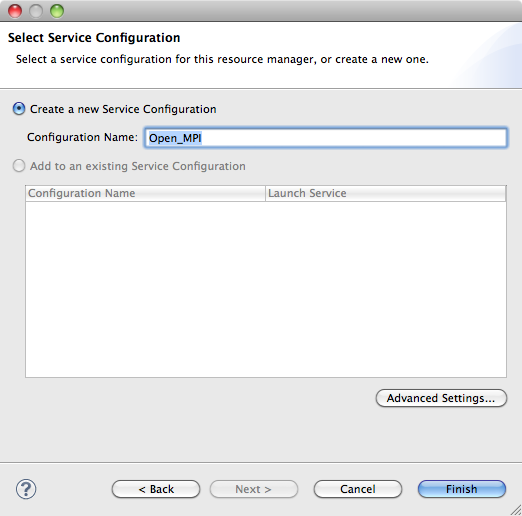 Select Service Configuration
Select a service configuration for this resource manager, or create a new one.
Create a new Service Configuration
Configuration Name: Open_MPI
Add to an existing Service Configuration
Configuration Name Launch Service
Advanced Settings...
? < Back Next > Cancel Finish